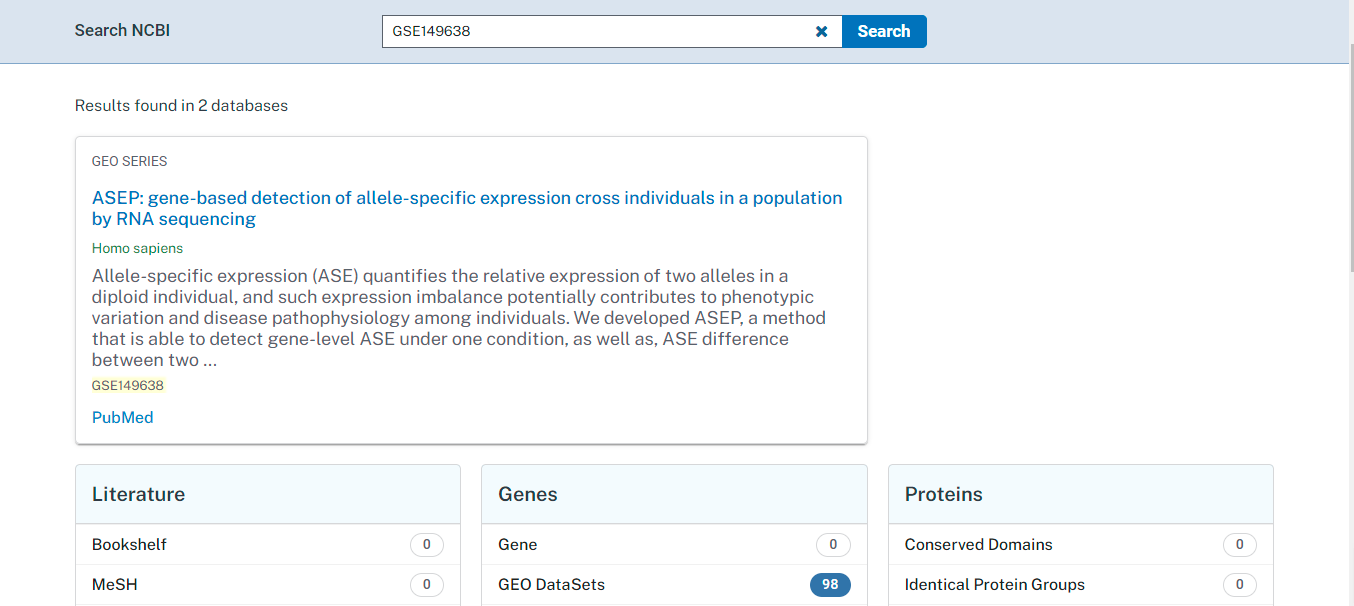 Search NCBI
GSE149638
Search
Results found in 2 databases
GEO SERIES
ASEP: gene-based detection of allele-specific expression cross individuals in a population
by RNA sequencing
Homo sapiens
Allele-specific expression (ASE) quantifies the relative expression of two alleles in a
diploid individual, and such expression imbalance potentially contributes to phenotypic
variation and disease pathophysiology among individuals. We developed ASEP, a method
that is able to detect gene-level ASE under one condition, as well as, ASE difference
between two ...
GSE149638
PubMed
Literature
Bookshelf 0
MeSH 0
Genes
Gene 0
GEO DataSets 98
Proteins
Conserved Domains 0
Identical Protein Groups 0